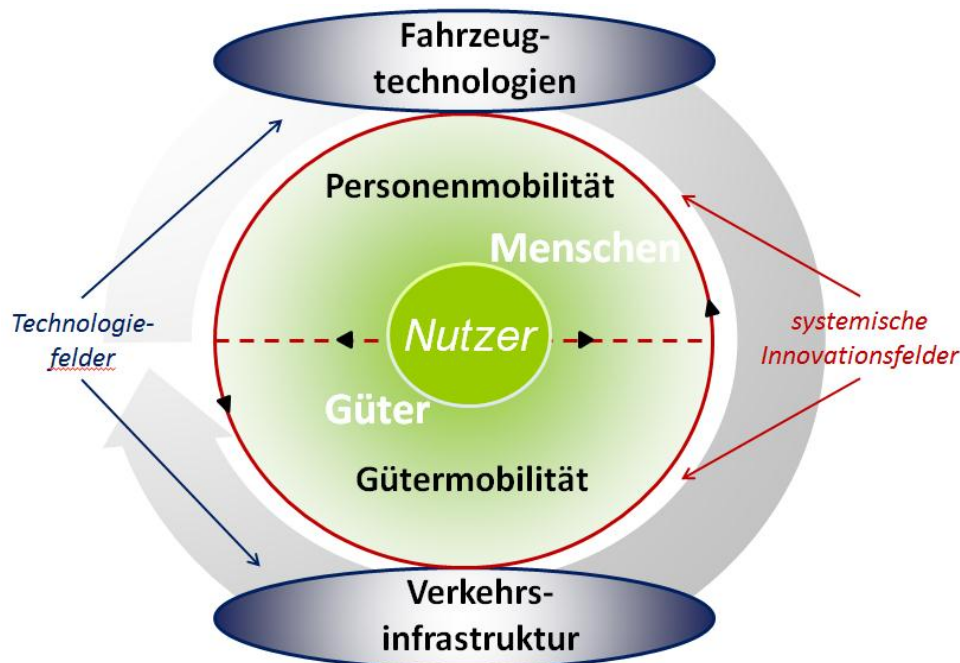 Fahrzeug-
technologien
Personenmobilität
Menschen
Technologie-
felder
Nutzer
systemische
Innovationsfelder
Güter
Gütermobilität
Verkehrs-
infrastruktur